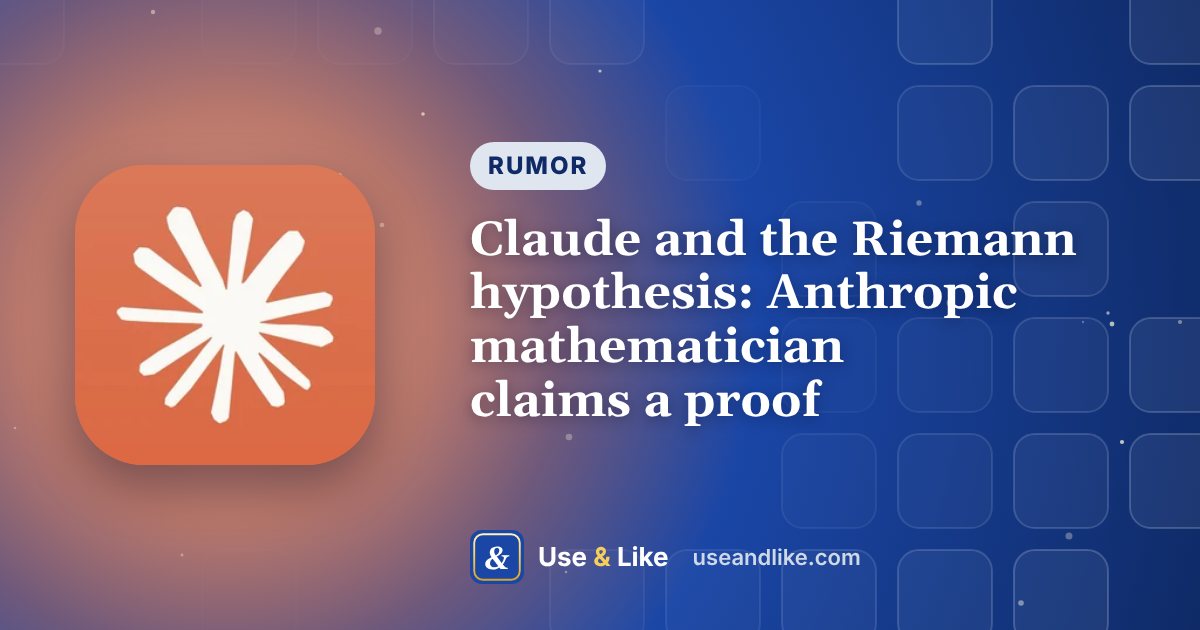 RUMOR
Claude and the Riemann
hypothesis: Anthropic
mathematician
claims a proof
& Use & Like useandlike.com